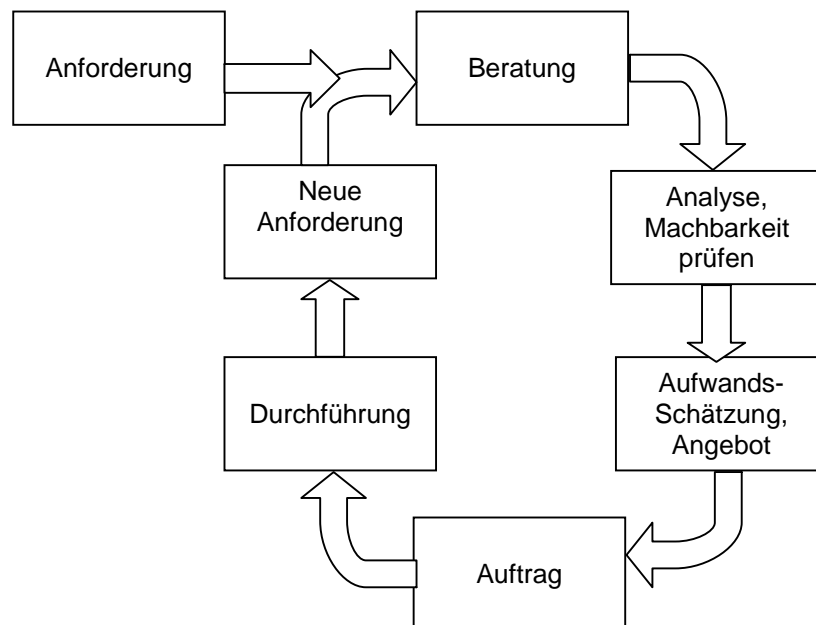 Anforderung
Beratung
Neue
Anforderung
Analyse,
Machbarkeit
prüfen
Durchführung
Aufwands-
Schätzung,
Angebot
Auftrag